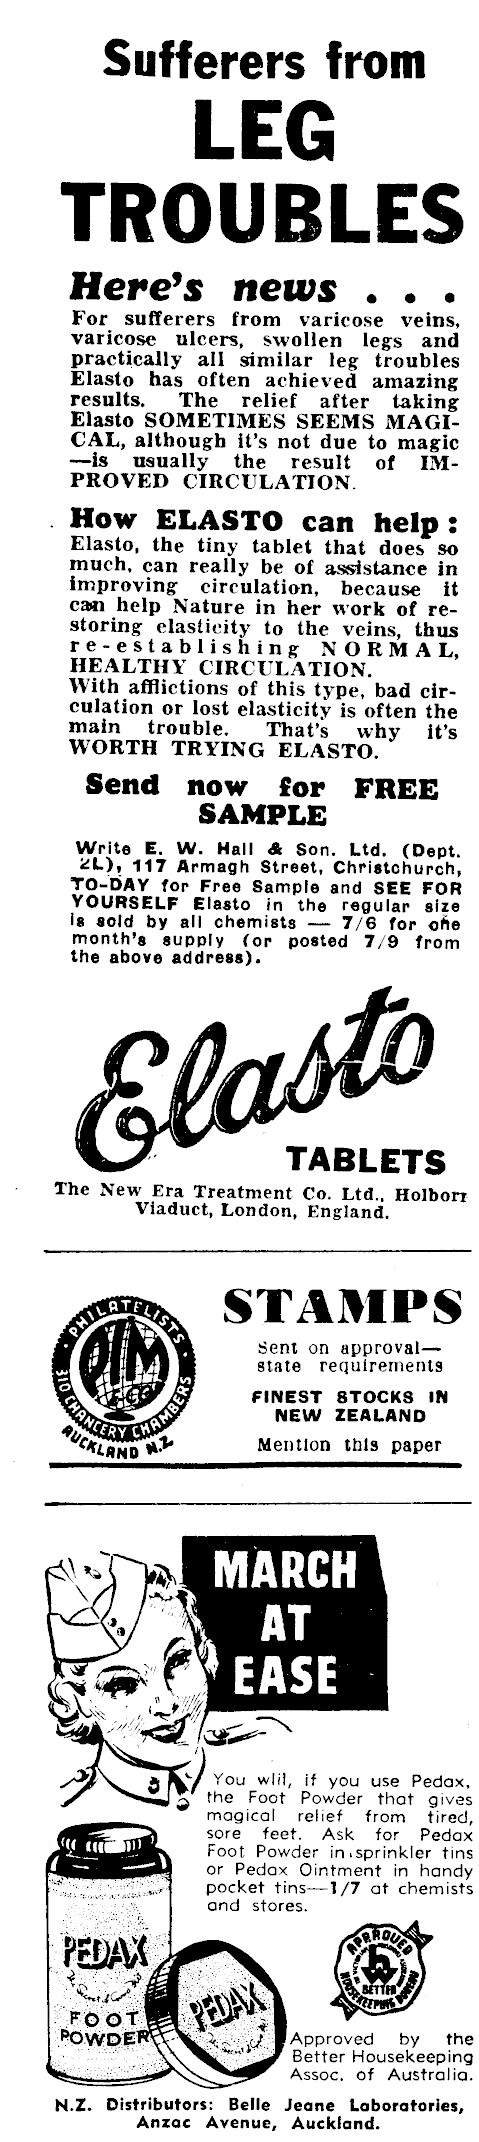 Sufferers from
LEG
TROUBLES
Here's news . . .
For sufferers from varicose veins,
varicose ulcers, swollen legs and
practically all similar leg troubles
Elasto has often achieved amazing
results. The relief after taking
Elasto SOMETIMES SEEMS MAGI-
CAL, although it's not due to magic
—is usually the result of IM-
PROVED CIRCULATION.
How ELASTO can help:
Elasto, the tiny tablet that does so
much, can really be of assistance in
improving circulation, because it
can help Nature in her work of re-
storing elasticity to the veins, thus
re-establishing NORMAL,
HEALTHY CIRCULATION.
With afflictions of this type, bad cir-
culation or lost elasticity is often the
main trouble. That's why it's
WORTH TRYING ELASTO.
Send now for FREE
SAMPLE
Write E. W. Hall & Son. Ltd. (Dept.
2L), 117 Armagh Street, Christchurch,
TO-DAY for Free Sample and SEE FOR
YOURSELF Elasto in the regular size
is sold by all chemists — 7/6 for one
month's supply (or posted 7/9 from
the above address).
Elasto
TABLETS
The New Era Treatment Co. Ltd., Holborn
Viaduct, London, England.
PHILATELISTS
PIM
& CO
310 CHANCERY CHAMBERS
AUCKLAND N.Z.
STAMPS
Sent on approval—
state requirements
FINEST STOCKS IN
NEW ZEALAND
Mention this paper
MARCH
AT
EASE
You wlil, if you use Pedax,
the Foot Powder that gives
magical relief from tired,
sore feet. Ask for Pedax
Foot Powder in sprinkler tins
or Pedax Ointment in handy
pocket tins—1/7 at chemists
and stores.
PEDAX
FOOT
POWDER
PEDAX
APPROVED
BETTER
HOUSEKEEPING BUREAU
Approved by the
Better Housekeeping
Assoc. of Australia.
N.Z. Distributors: Belle Jeane Laboratories,
Anzac Avenue, Auckland.